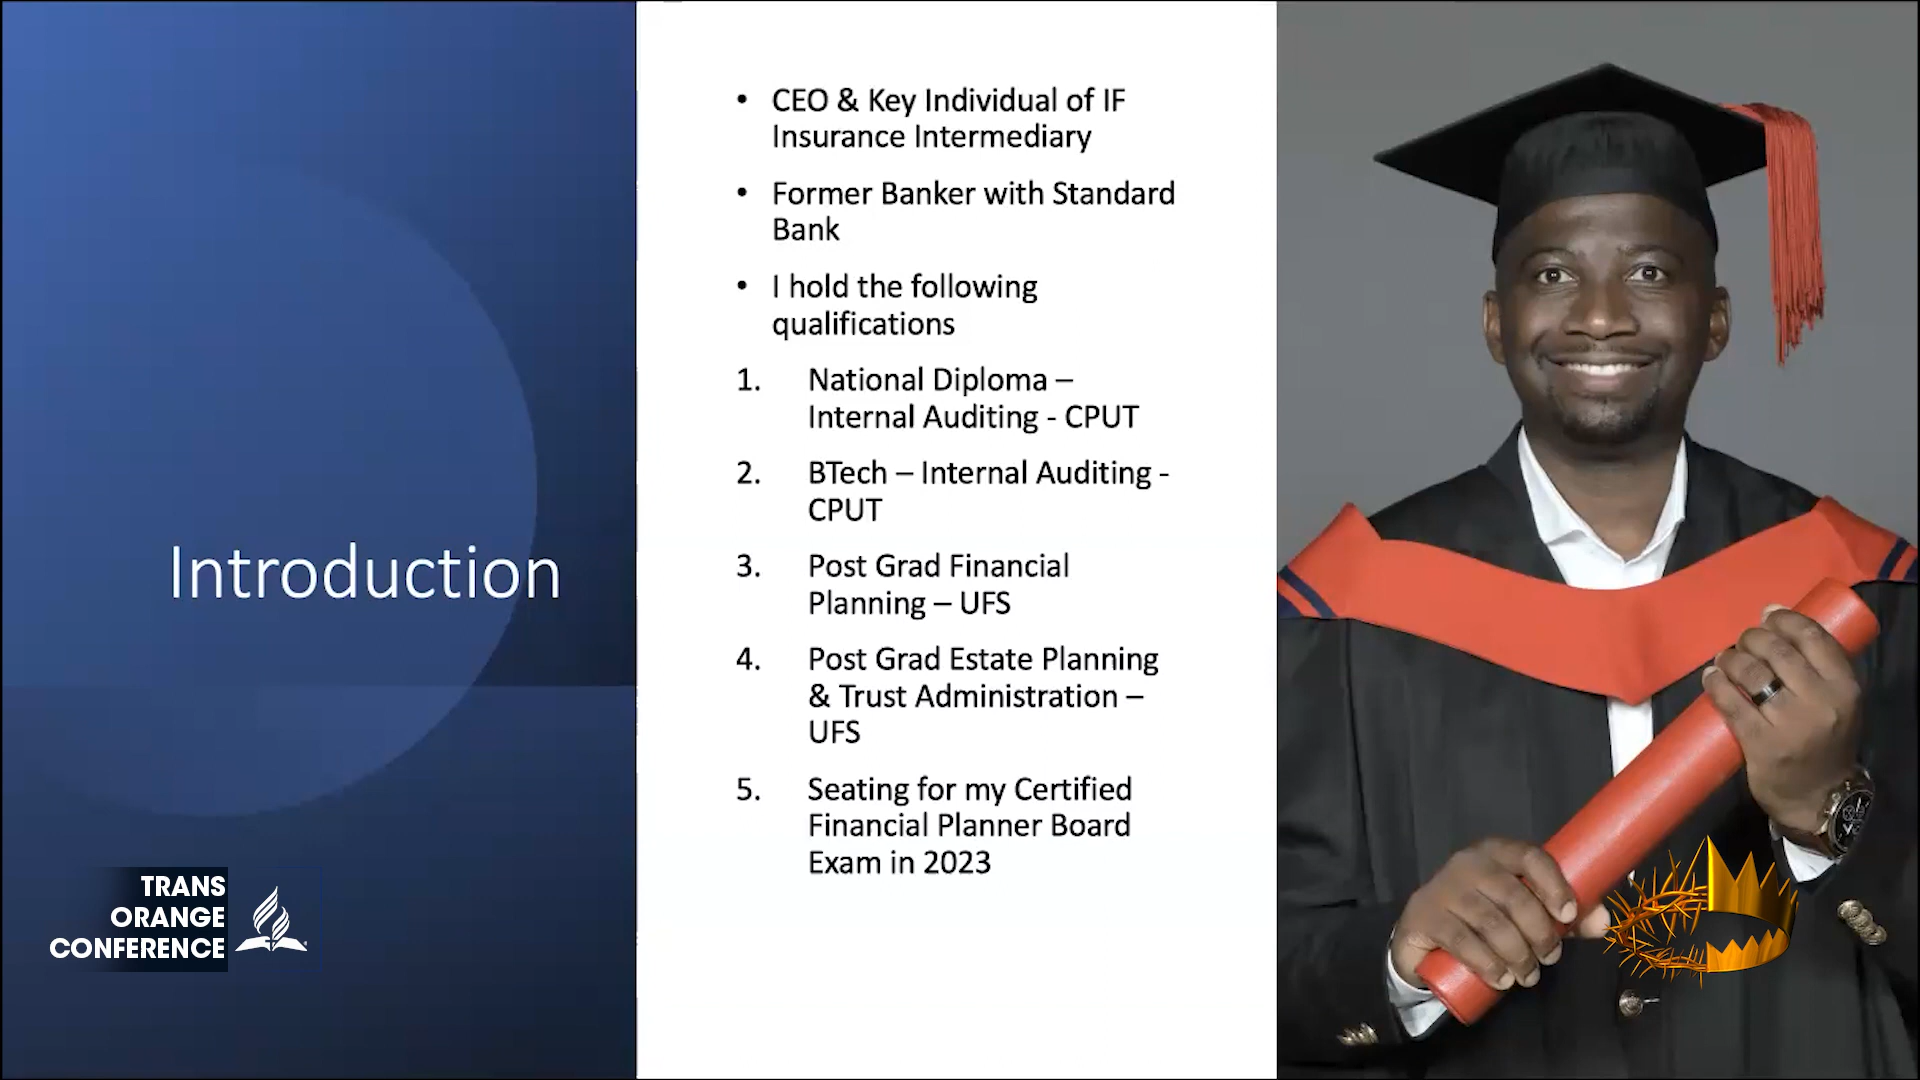 Introduction
TRANS
ORANGE
CONFERENCE
• CEO & Key Individual of IF
Insurance Intermediary
• Former Banker with Standard
Bank
• I hold the following
qualifications
1. National Diploma –
Internal Auditing - CPUT
2. BTech – Internal Auditing -
CPUT
3. Post Grad Financial
Planning – UFS
4. Post Grad Estate Planning
& Trust Administration –
UFS
5. Seating for my Certified
Financial Planner Board
Exam in 2023